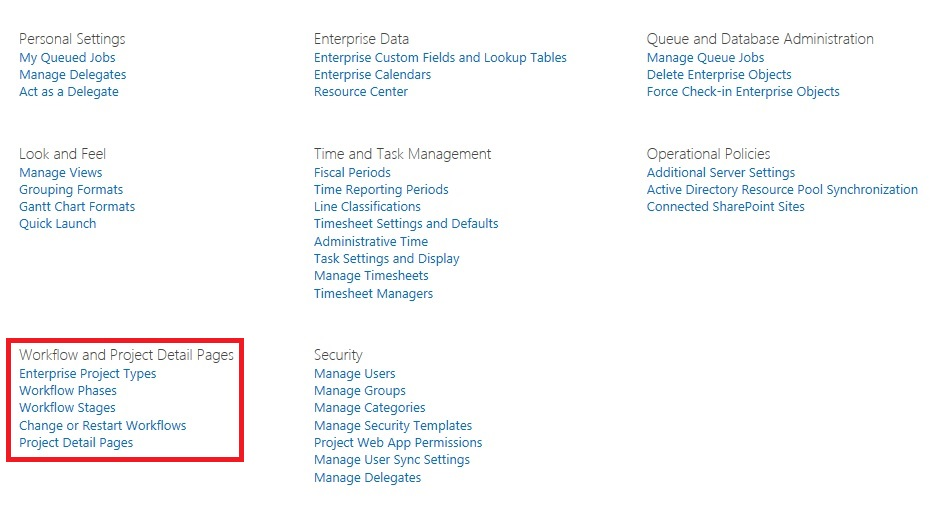 Personal Settings
My Queued Jobs
Manage Delegates
Act as a Delegate
Enterprise Data
Enterprise Custom Fields and Lookup Tables
Enterprise Calendars
Resource Center
Queue and Database Administration
Manage Queue Jobs
Delete Enterprise Objects
Force Check-in Enterprise Objects
Look and Feel
Manage Views
Grouping Formats
Gantt Chart Formats
Quick Launch
Time and Task Management
Fiscal Periods
Time Reporting Periods
Line Classifications
Timesheet Settings and Defaults
Administrative Time
Task Settings and Display
Manage Timesheets
Timesheet Managers
Operational Policies
Additional Server Settings
Active Directory Resource Pool Synchronization
Connected SharePoint Sites
Workflow and Project Detail Pages
Enterprise Project Types
Workflow Phases
Workflow Stages
Change or Restart Workflows
Project Detail Pages
Security
Manage Users
Manage Groups
Manage Categories
Manage Security Templates
Project Web App Permissions
Manage User Sync Settings
Manage Delegates